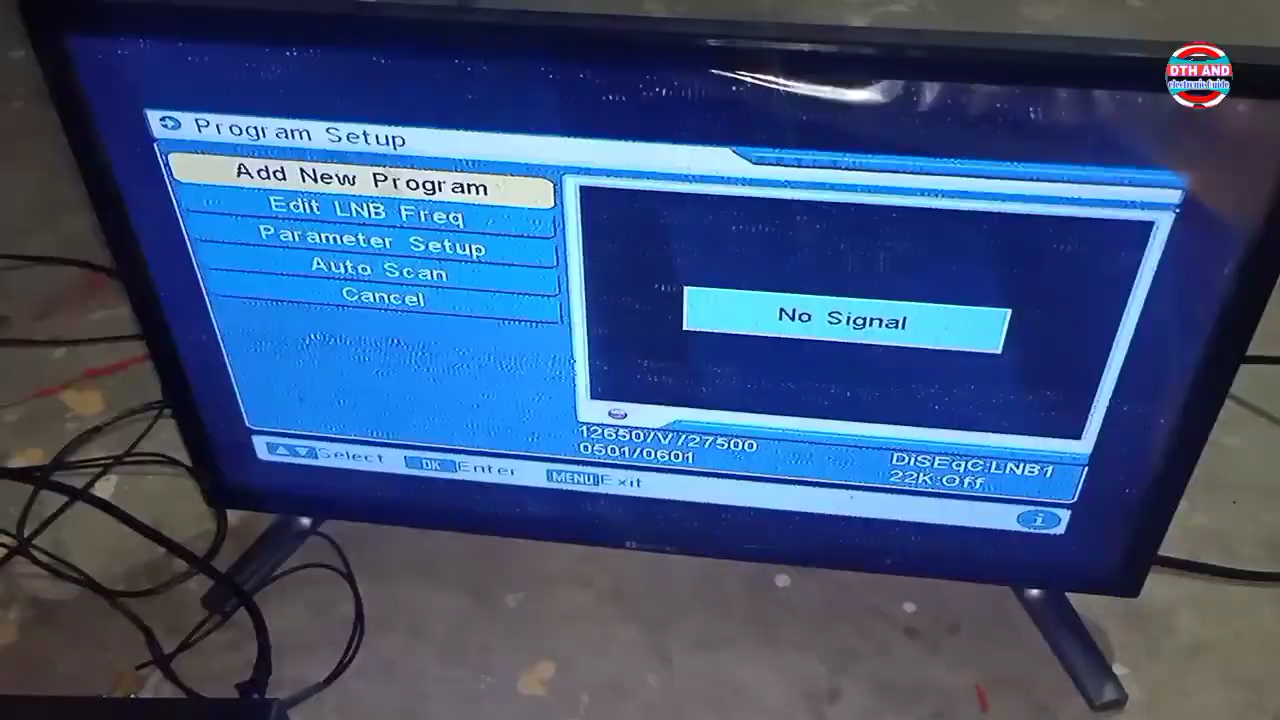 DTH AND
electronicGuide
Program Setup
Add New Program
Edit LNB Freq
Parameter Setup
Auto Scan
Cancel
No Signal
12650/V/27500
0501/0601
DiSEqC:LNB1
22K:Off
Select
OK Enter
MENU Exit
i